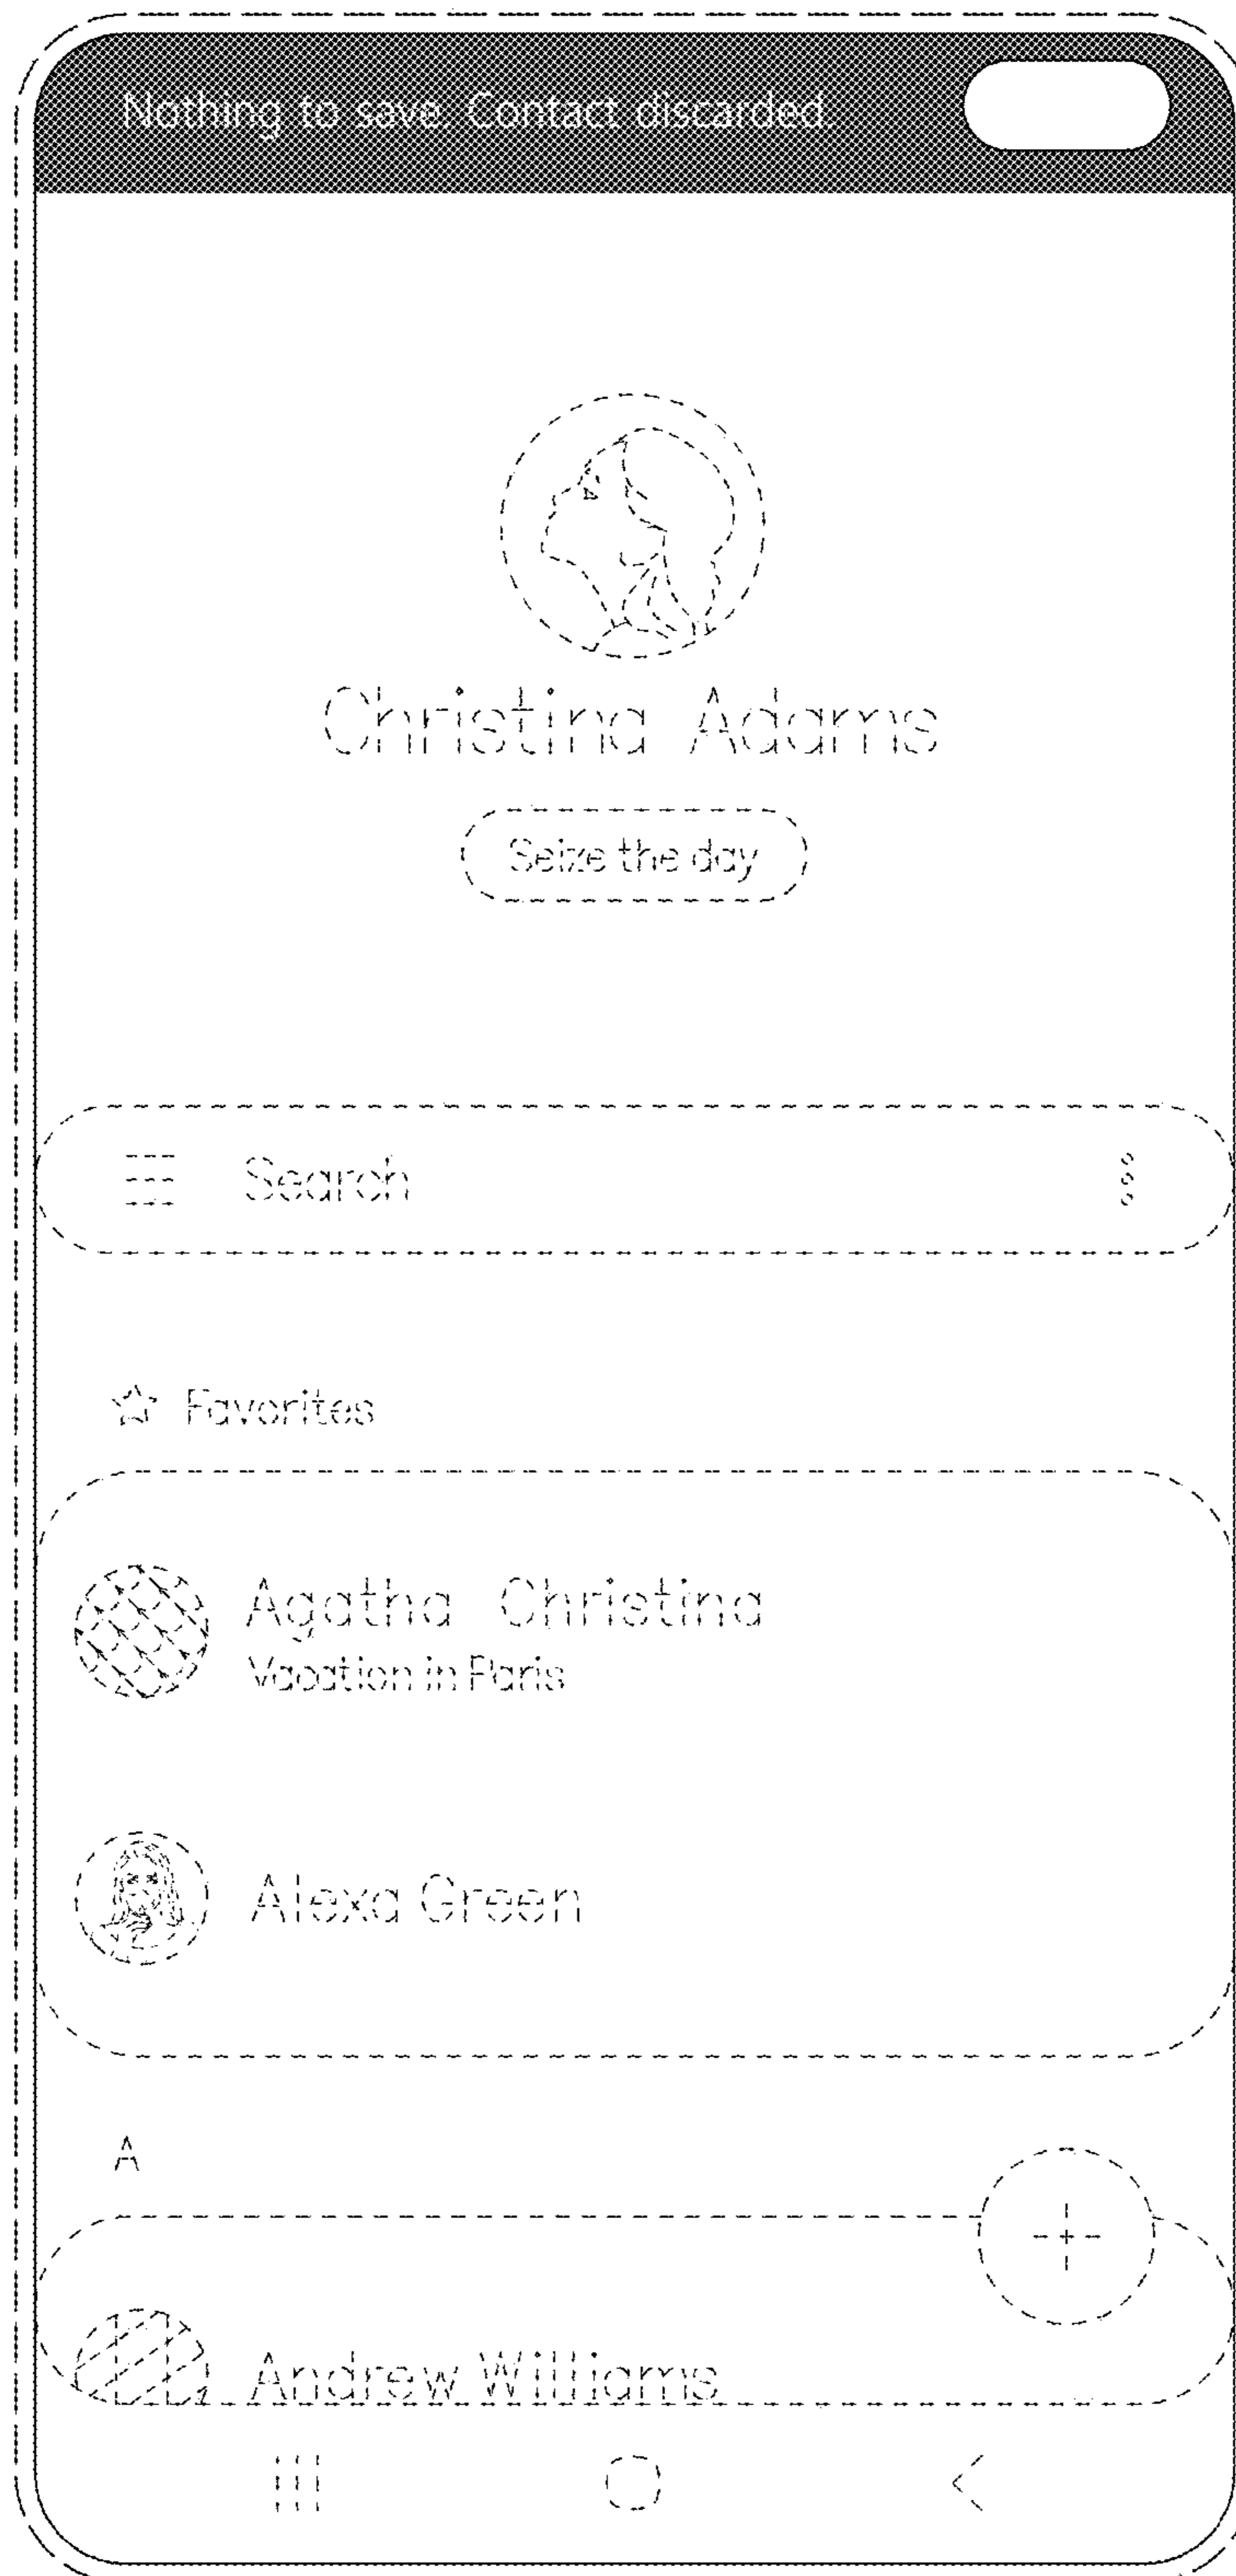 Nothing to save. Contact discarded.
Christina Adams
Seize the day
Search
Favorites
Agatha Christina
Vacation in Paris
Alexa Green
A
Andrew Williams